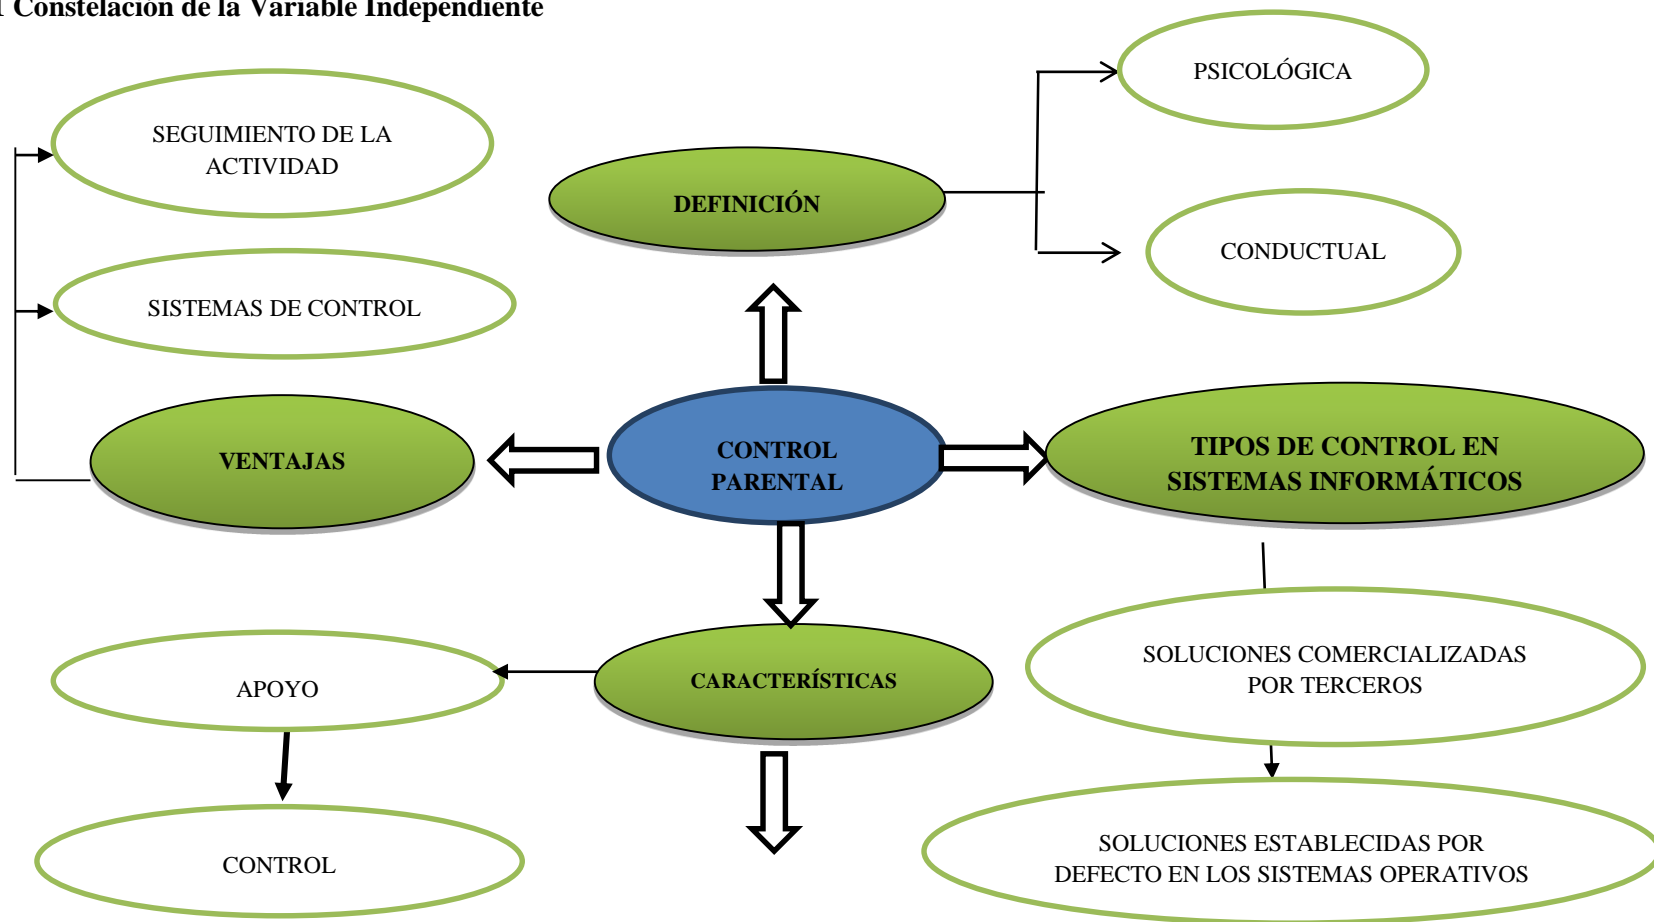 Constelación de la Variable Independiente
PSICOLÓGICA
SEGUIMIENTO DE LA
ACTIVIDAD
DEFINICIÓN
CONDUCTUAL
SISTEMAS DE CONTROL
VENTAJAS
CONTROL
PARENTAL
TIPOS DE CONTROL EN
SISTEMAS INFORMÁTICOS
CARACTERÍSTICAS
APOYO
SOLUCIONES COMERCIALIZADAS
POR TERCEROS
CONTROL
SOLUCIONES ESTABLECIDAS POR
DEFECTO EN LOS SISTEMAS OPERATIVOS